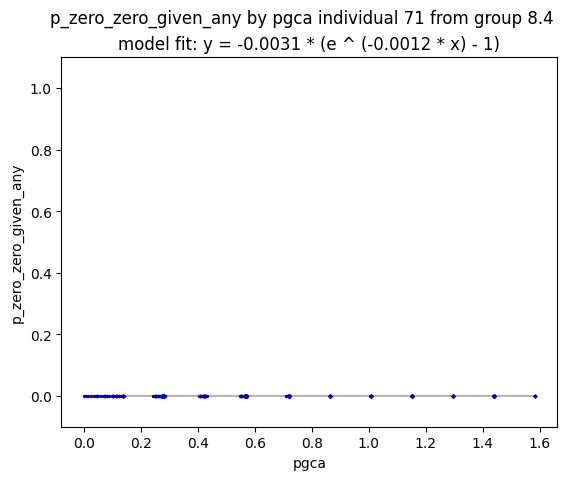 p_zero_zero_given_any by pgca individual 71 from group 8.4
model fit: y = -0.0031 * (e ^ (-0.0012 * x) - 1)
1.0
0.8
0.6
0.4
0.2
0.0
p_zero_zero_given_any
0.0 0.2 0.4 0.6 0.8 1.0 1.2 1.4 1.6
pgca